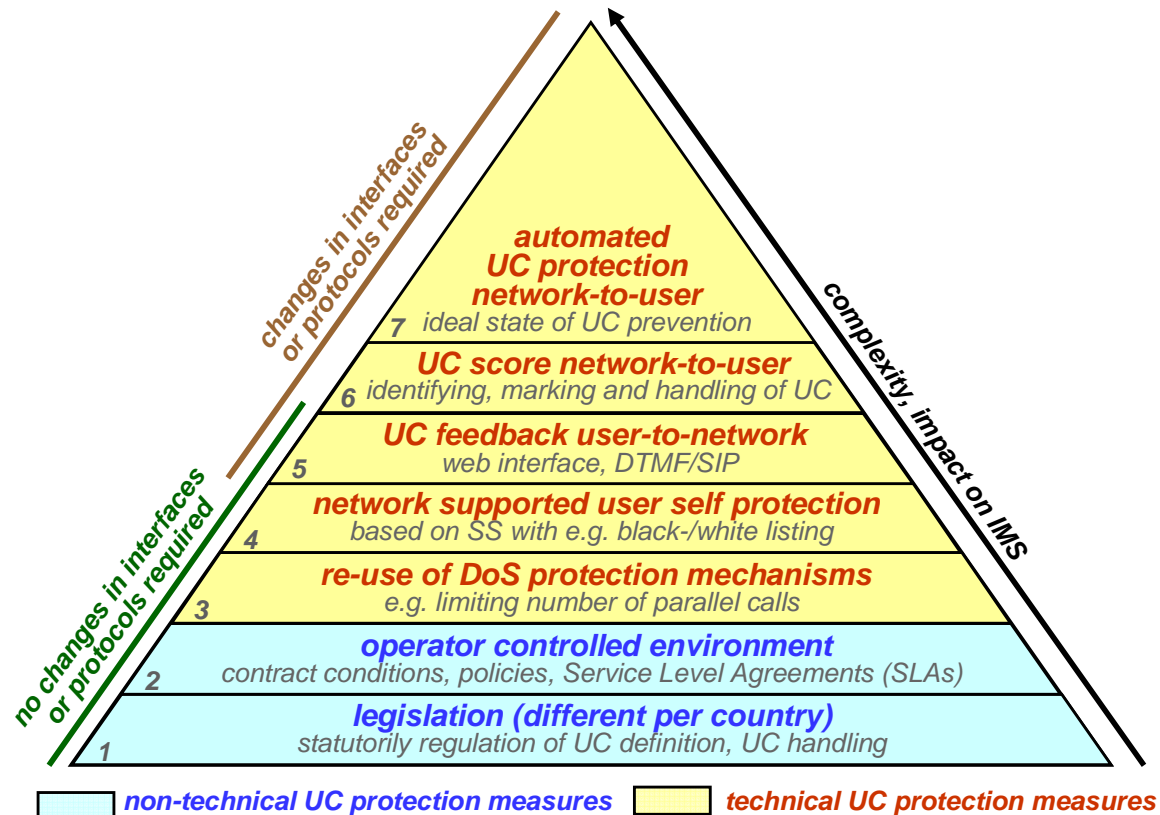 changes in interfaces
or protocols required
no changes in interfaces
or protocols required
complexity, impact on IMS
automated
UC protection
network-to-user
7 ideal state of UC prevention
UC score network-to-user
6 identifying, marking and handling of UC
UC feedback user-to-network
5 web interface, DTMF/SIP
network supported user self protection
4 based on SS with e.g. black-/white listing
re-use of DoS protection mechanisms
3 e.g. limiting number of parallel calls
operator controlled environment
2 contract conditions, policies, Service Level Agreements (SLAs)
legislation (different per country)
1 statutorily regulation of UC definition, UC handling
non-technical UC protection measures technical UC protection measures